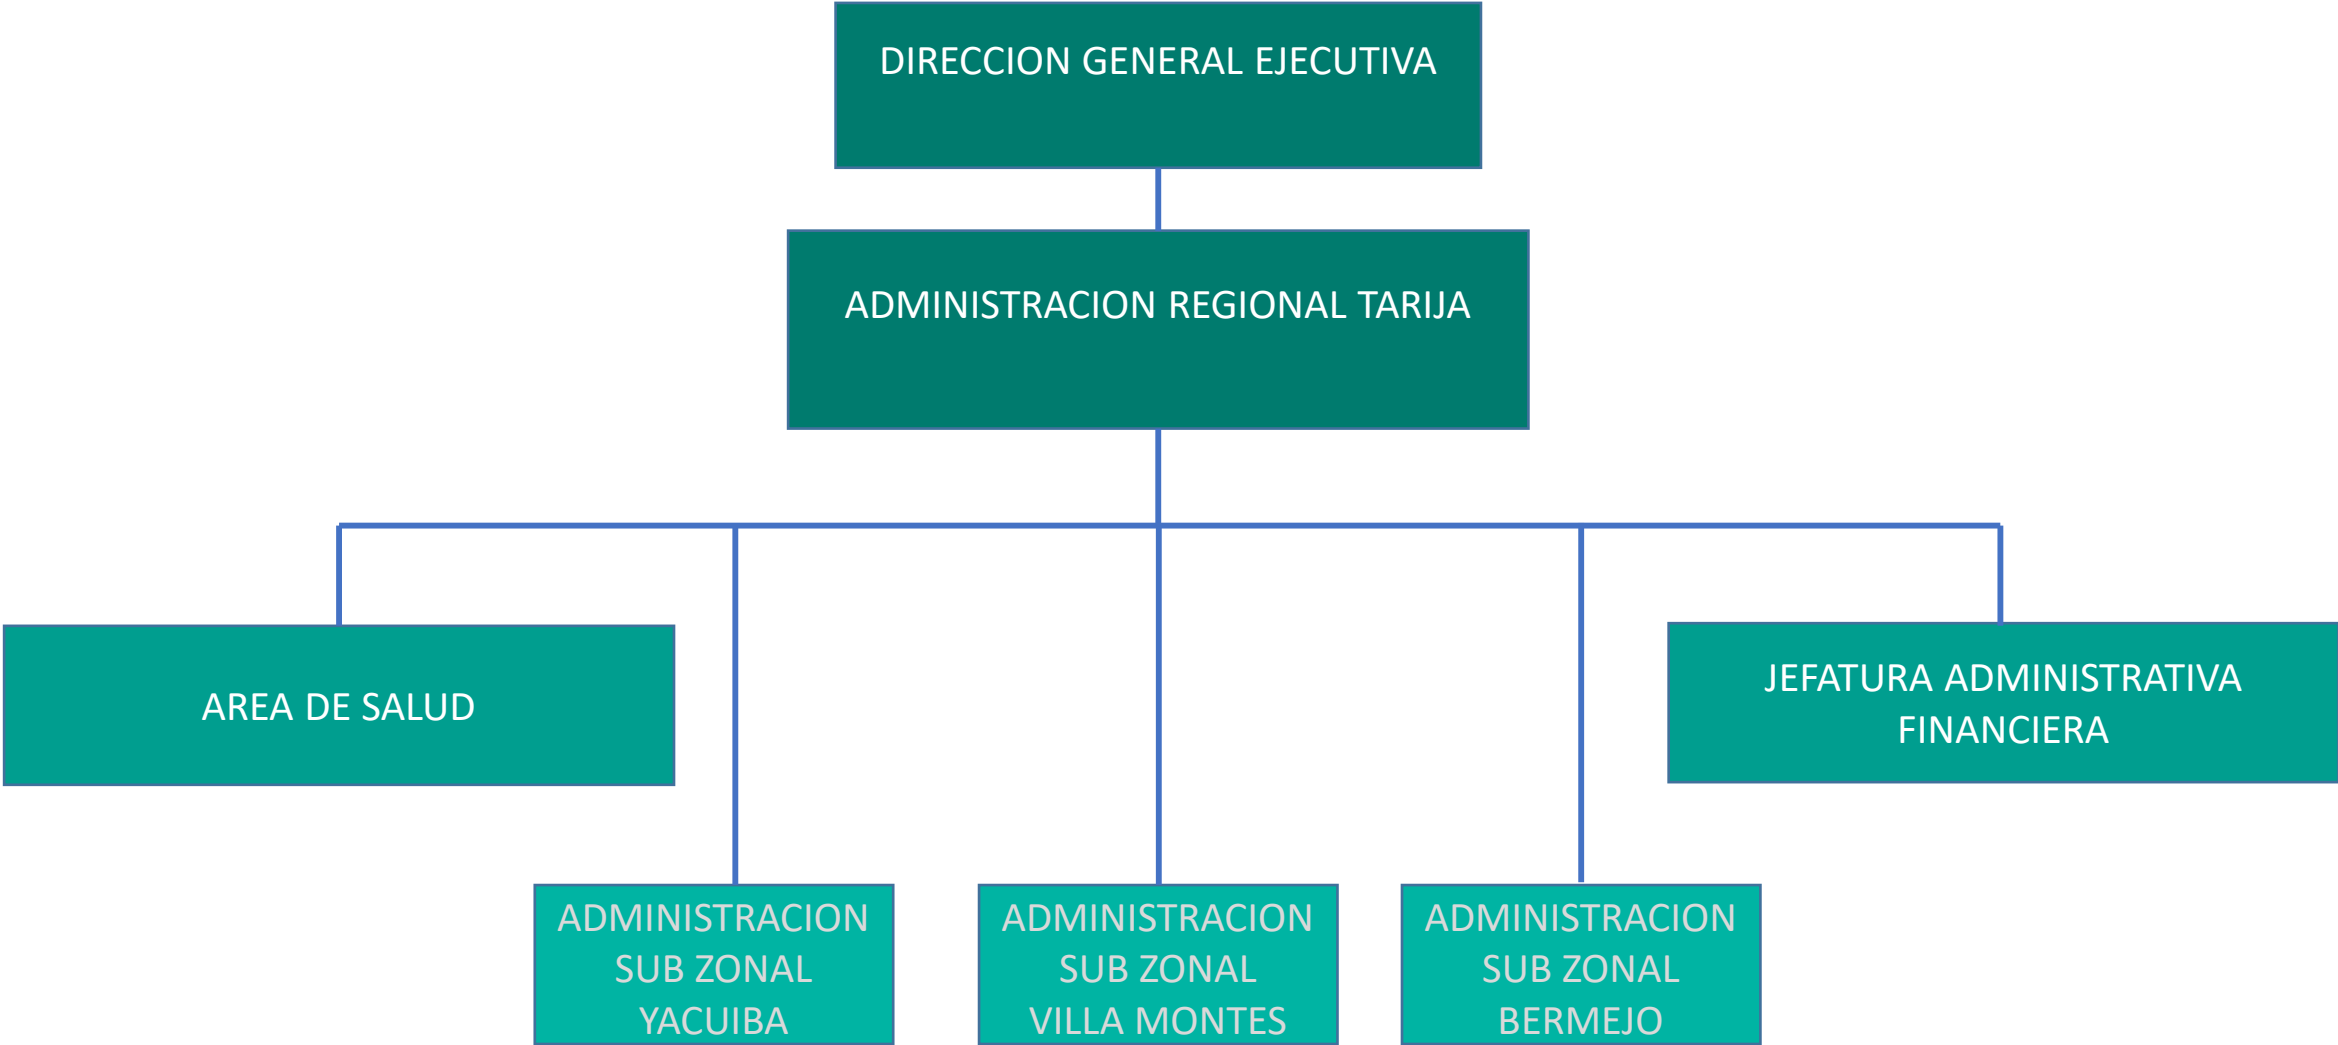 DIRECCION GENERAL EJECUTIVA
ADMINISTRACION REGIONAL TARIJA
AREA DE SALUD
JEFATURA ADMINISTRATIVA
FINANCIERA
ADMINISTRACION
SUB ZONAL
YACUIBA
ADMINISTRACION
SUB ZONAL
VILLA MONTES
ADMINISTRACION
SUB ZONAL
BERMEJO